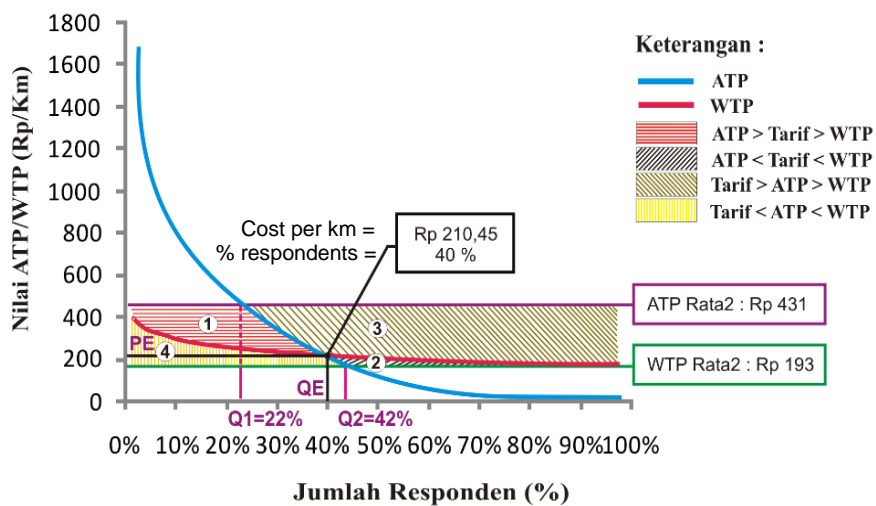 1800
1600
1400
1200
1000
800
600
400
200
0
Nilai ATP/WTP (Rp/Km)
Keterangan :
ATP
WTP
ATP > Tarif > WTP
ATP < Tarif < WTP
Tarif > ATP > WTP
Tarif < ATP < WTP
Cost per km =
% respondents =
Rp 210,45
40 %
ATP Rata2 : Rp 431
WTP Rata2 : Rp 193
1
3
PE
4
2
QE
Q1=22%
Q2=42%
0% 10% 20% 30% 40% 50% 60% 70% 80% 90%100%
Jumlah Responden (%)